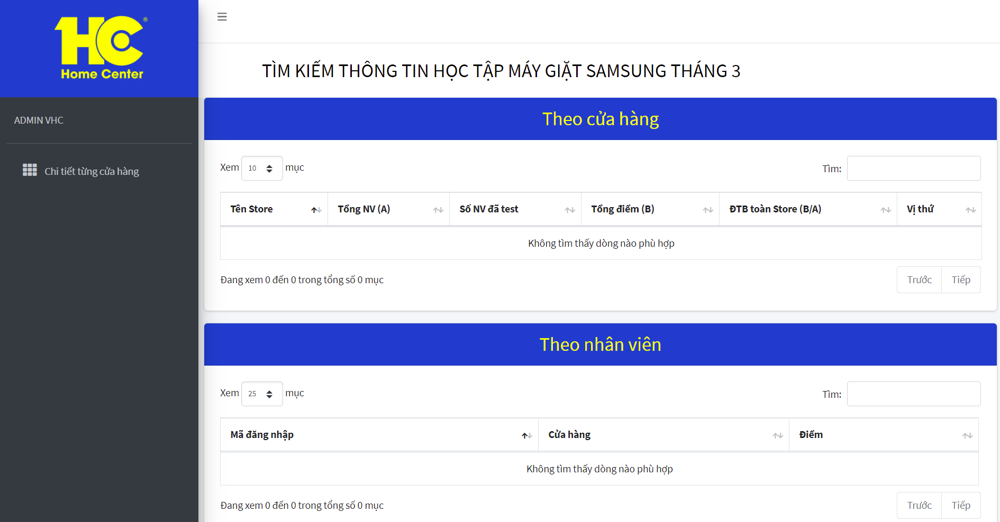 HC ®
Home Center
TÌM KIẾM THÔNG TIN HỌC TẬP MÁY GIẶT SAMSUNG THÁNG 3
ADMIN VHC
Chi tiết từng cửa hàng
Theo cửa hàng
Xem 10 mục
Tìm:
Tên Store Tổng NV (A) Số NV đã test Tổng điểm (B) ĐTB toàn Store (B/A) Vị thứ
Không tìm thấy dòng nào phù hợp
Đang xem 0 đến 0 trong tổng số 0 mục
Trước Tiếp
Theo nhân viên
Xem 25 mục
Tìm:
Mã đăng nhập Cửa hàng Điểm
Không tìm thấy dòng nào phù hợp
Đang xem 0 đến 0 trong tổng số 0 mục
Trước Tiếp